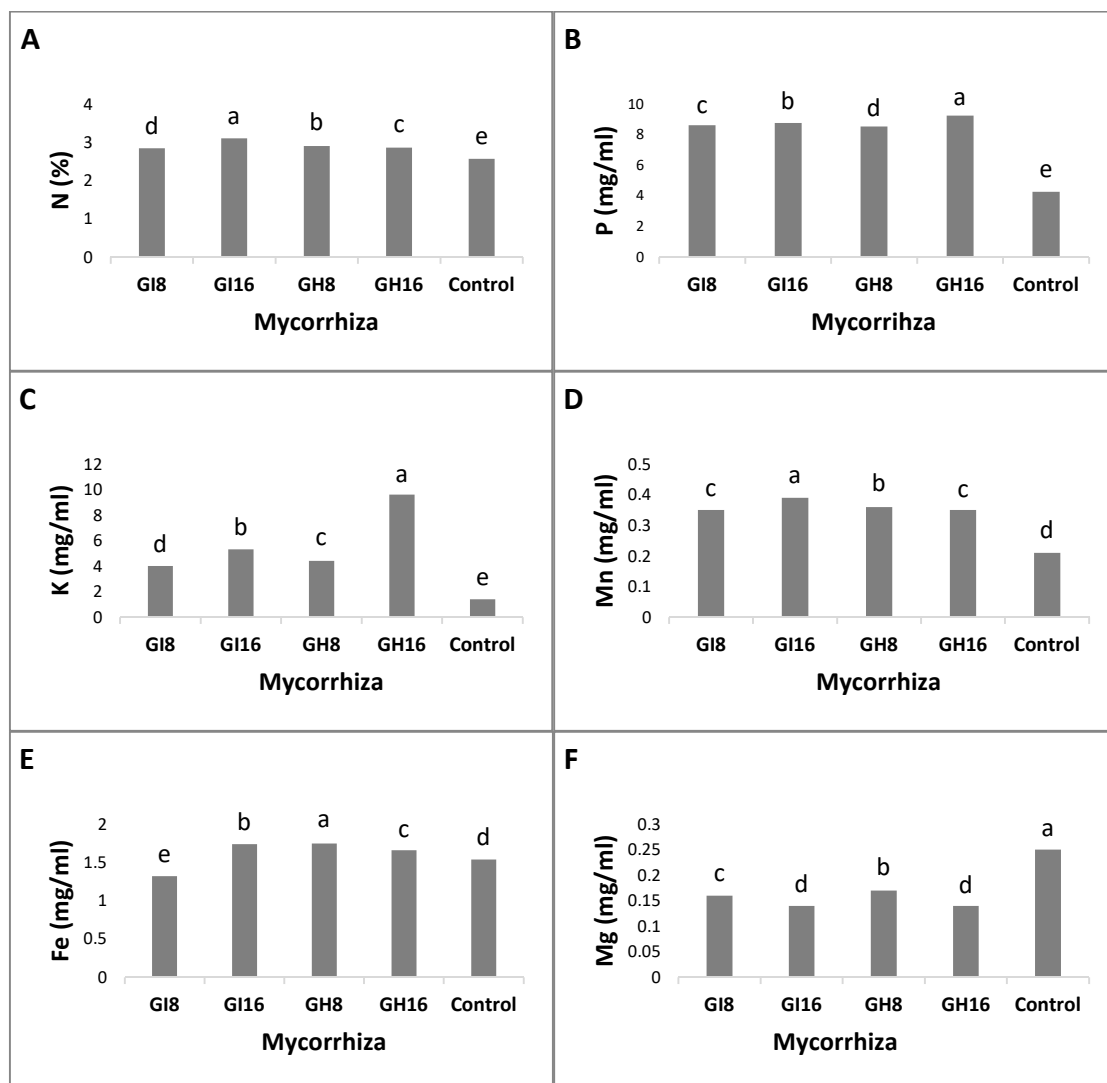 A
N (%)
4
3
2
1
0
d a b c e
GI8 GI16 GH8 GH16 Control
Mycorrhiza
B
P (mg/ml)
10
8
6
4
2
0
c b d a e
GI8 GI16 GH8 GH16 Control
Mycorrihza
C
K (mg/ml)
12
10
8
6
4
2
0
d b c a e
GI8 GI16 GH8 GH16 Control
Mycorrhiza
D
Mn (mg/ml)
0.5
0.4
0.3
0.2
0.1
0
c a b c d
GI8 GI16 GH8 GH16 Control
Mycorrhiza
E
Fe (mg/ml)
2
1.5
1
0.5
0
e b a c d
GI8 GI16 GH8 GH16 Control
Mycorrhiza
F
Mg (mg/ml)
0.3
0.25
0.2
0.15
0.1
0.05
0
c d b d a
GI8 GI16 GH8 GH16 Control
Mycorrhiza